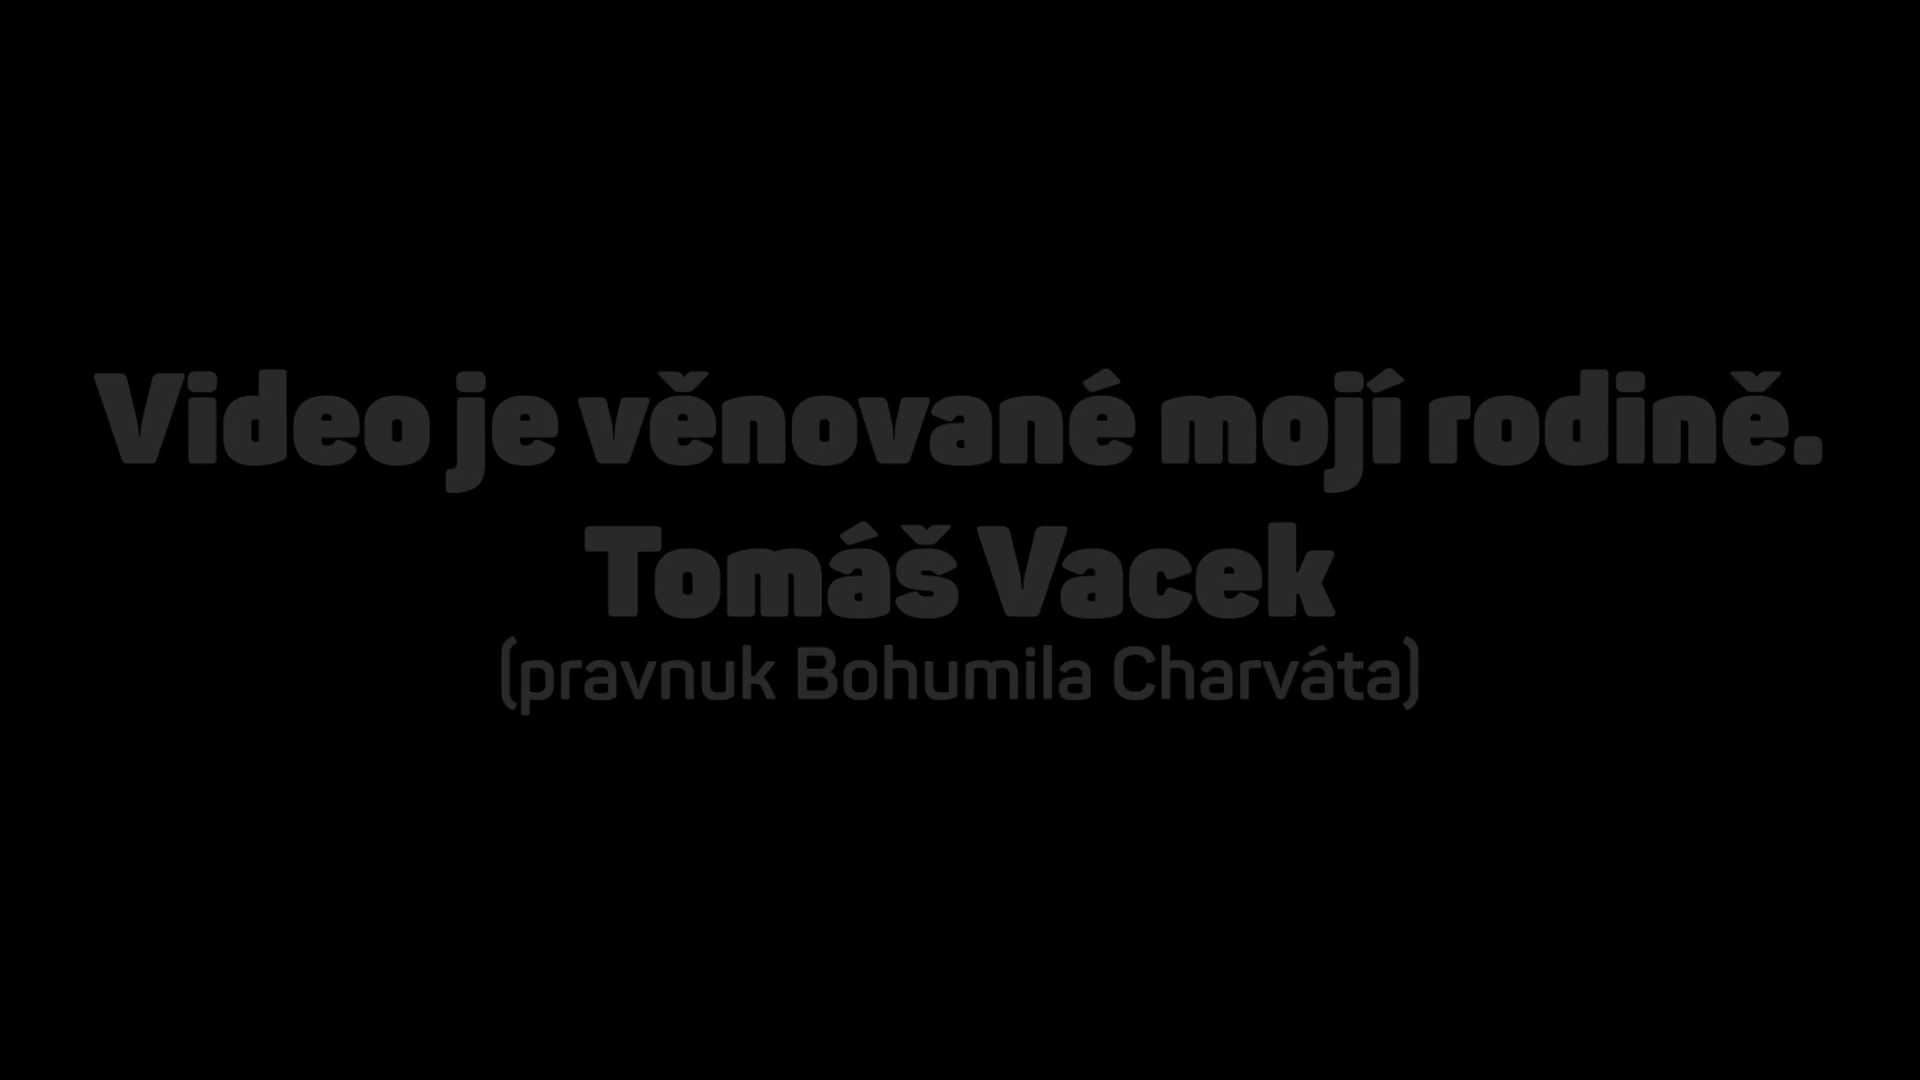 Video je věnované mojí rodině.
Tomáš Vacek
(pravnuk Bohumila Charváta)